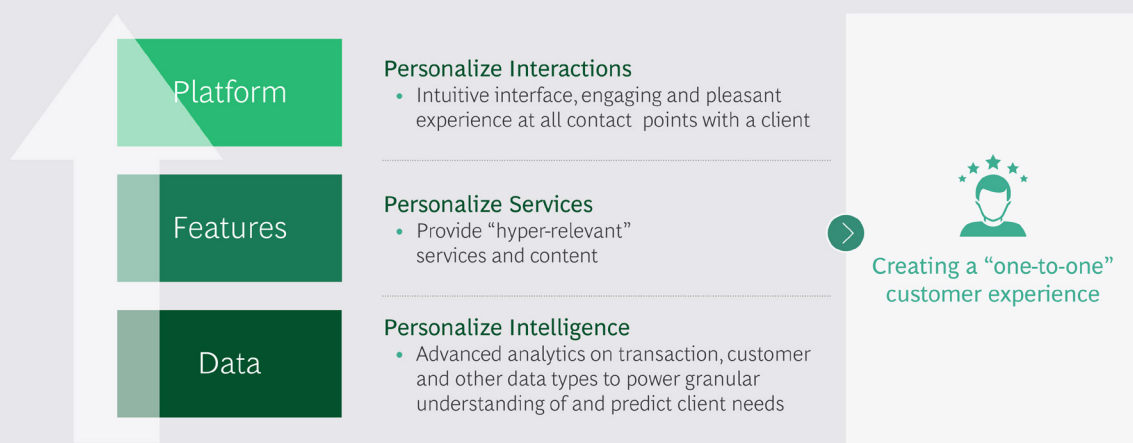 Platform
Personalize Interactions
• Intuitive interface, engaging and pleasant
experience at all contact points with a client
Features
Personalize Services
• Provide “hyper-relevant”
services and content
Data
Personalize Intelligence
• Advanced analytics on transaction, customer
and other data types to power granular
understanding of and predict client needs
Creating a “one-to-one”
customer experience